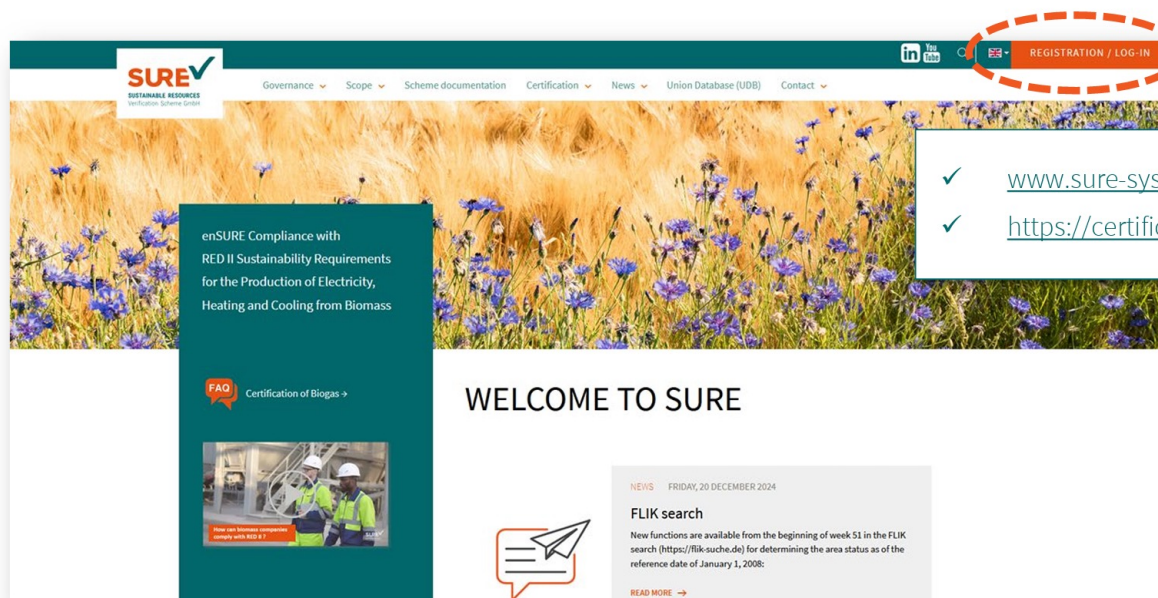 in You Tube
REGISTRATION / LOG-IN
SURE
SUSTAINABLE RESOURCES
Verification Scheme GmbH
Governance Scope Scheme documentation Certification News Union Database (UDB) Contact
www.sure-sys
https://certific
enSURE Compliance with
RED II Sustainability Requirements
for the Production of Electricity,
Heating and Cooling from Biomass
FAQ
Certification of Biogas →
WELCOME TO SURE
How can biomass companies
comply with RED II ?
SURE
NEWS FRIDAY, 20 DECEMBER 2024
FLIK search
New functions are available from the beginning of week 51 in the FLIK
search (https://flik-suche.de) for determining the area status as of the
reference date of January 1, 2008:
READ MORE →